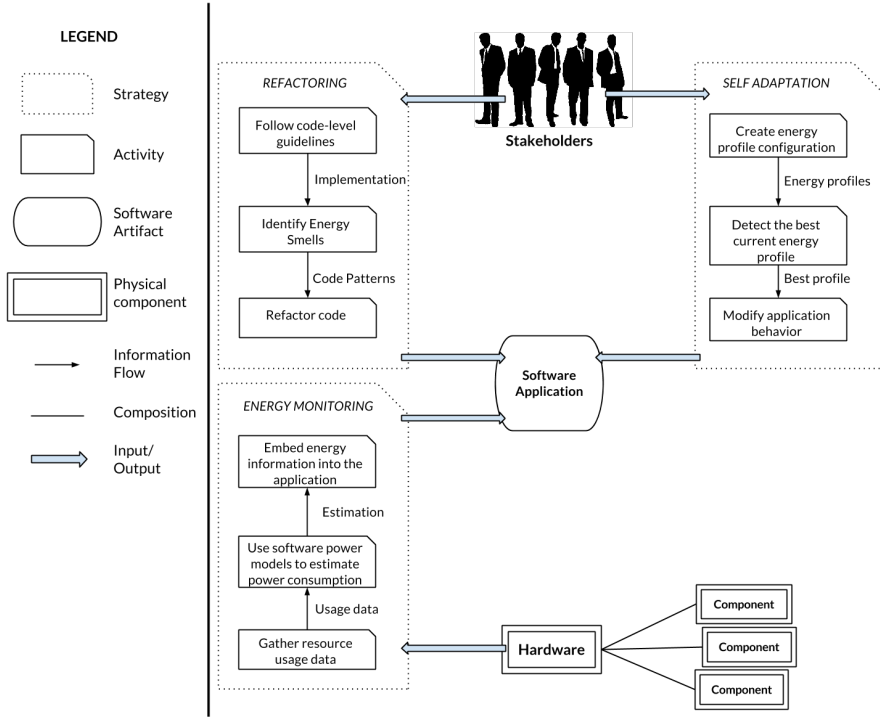 LEGEND
Strategy
Activity
Software
Artifact
Physical
component
Information
Flow
Composition
Input/
Output
REFACTORING
Follow code-level
guidelines
Implementation
Identify Energy
Smells
Code Patterns
Refactor code
Stakeholders
SELF ADAPTATION
Create energy
profile configuration
Energy profiles
Detect the best
current energy
profile
Best profile
Modify application
behavior
Software
Application
ENERGY MONITORING
Embed energy
information into the
application
Estimation
Use software power
models to estimate
power consumption
Usage data
Gather resource
usage data
Hardware
Component
Component
Component